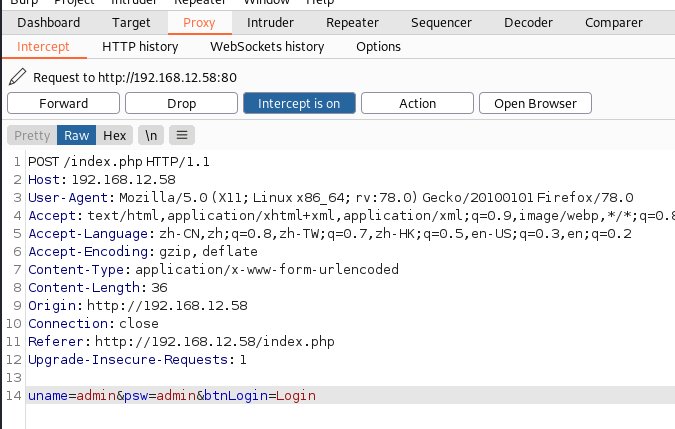 Burp Project Intruder Repeater Window Help
Dashboard Target Proxy Intruder Repeater Sequencer Decoder Comparer
Intercept HTTP history WebSockets history Options
Request to http://192.168.12.58:80
Forward Drop Intercept is on Action Open Browser
Pretty Raw Hex \n ≡
1 POST /index.php HTTP/1.1
2 Host: 192.168.12.58
3 User-Agent: Mozilla/5.0 (X11; Linux x86_64; rv:78.0) Gecko/20100101 Firefox/78.0
4 Accept: text/html,application/xhtml+xml,application/xml;q=0.9,image/webp,*/*;q=0.8
5 Accept-Language: zh-CN,zh;q=0.8,zh-TW;q=0.7,zh-HK;q=0.5,en-US;q=0.3,en;q=0.2
6 Accept-Encoding: gzip, deflate
7 Content-Type: application/x-www-form-urlencoded
8 Content-Length: 36
9 Origin: http://192.168.12.58
10 Connection: close
11 Referer: http://192.168.12.58/index.php
12 Upgrade-Insecure-Requests: 1
13
14 uname=admin&psw=admin&btnLogin=Login